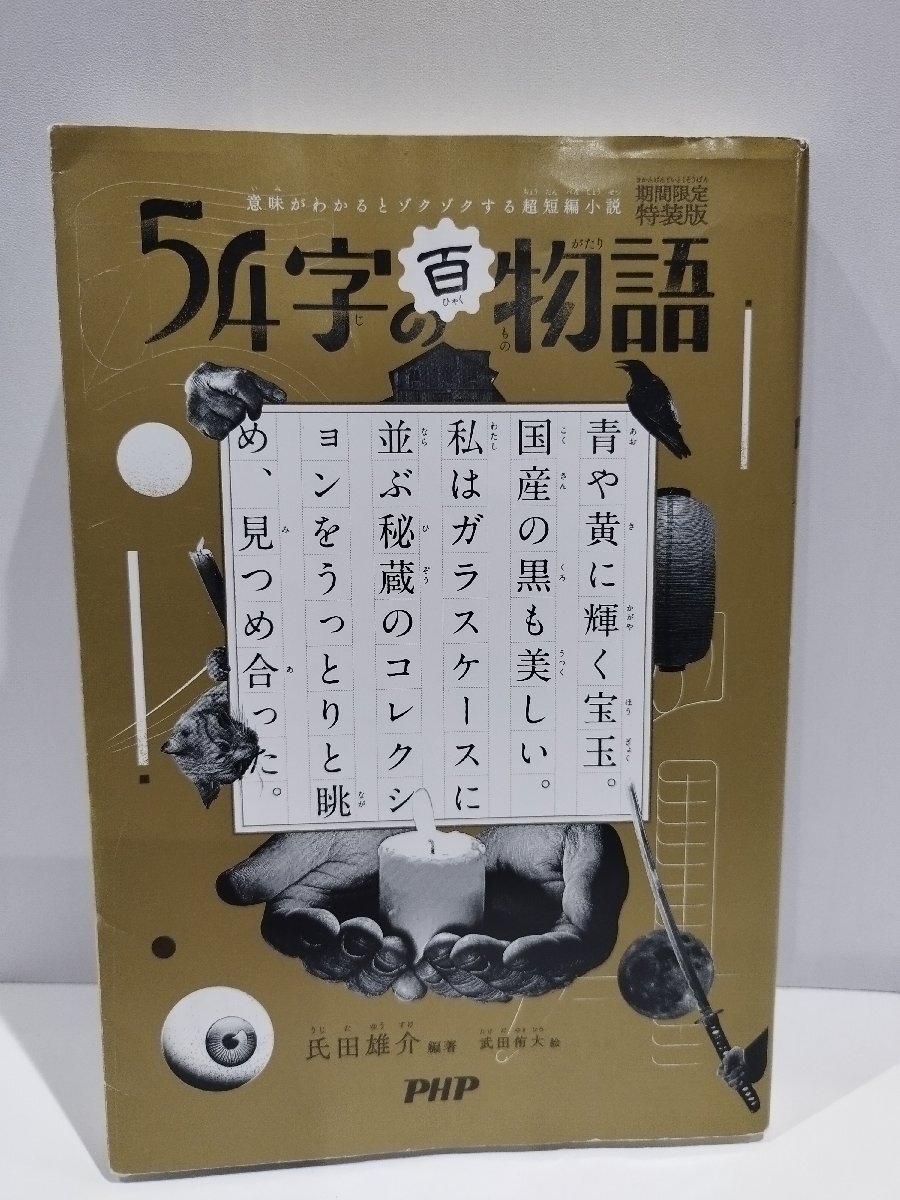 意味がわかるとゾクゾクする超短編小説
期間限定
特装版
54字の百物語
青や黄に輝く宝玉。
国産の黒も美しい。
私はガラスケースに
並ぶ秘蔵のコレクシ
ョンをうっとりと眺
め、見つめ合った。
氏田雄介 編著 武田侑大 絵
PHP